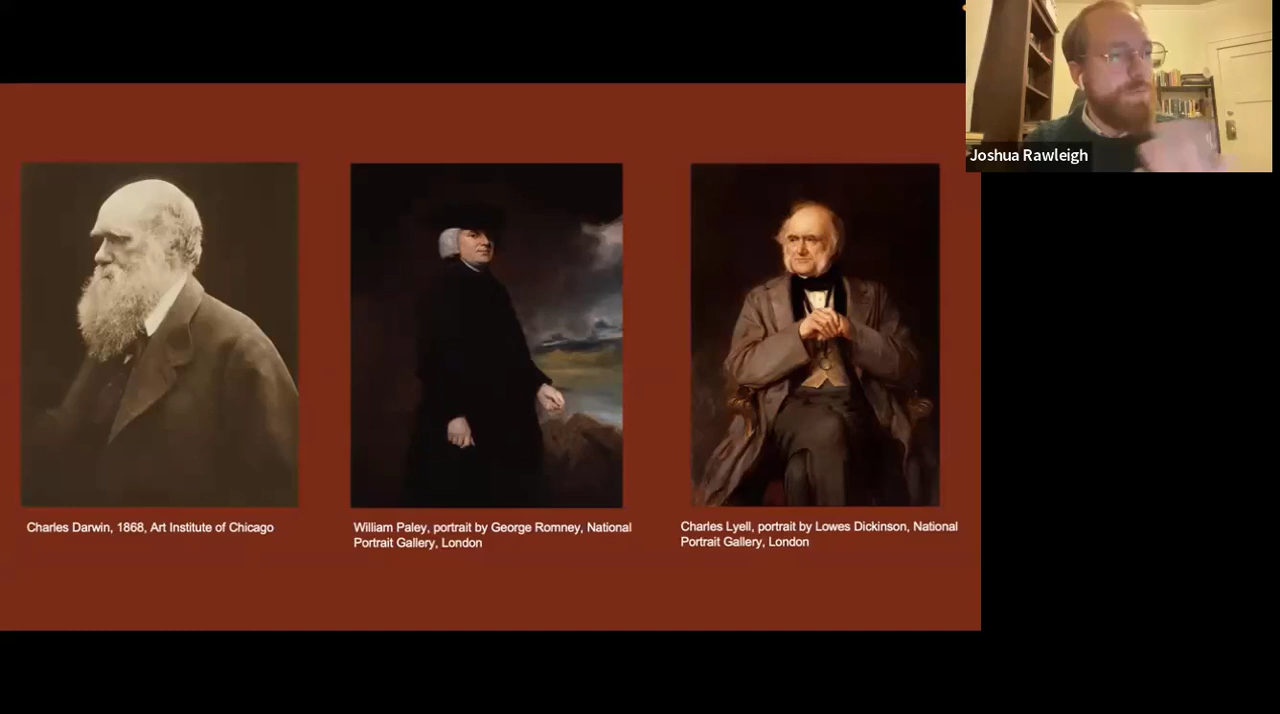 Joshua Rawleigh
Charles Darwin, 1868, Art Institute of Chicago
William Paley, portrait by George Romney, National
Portrait Gallery, London
Charles Lyell, portrait by Lowes Dickinson, National
Portrait Gallery, London